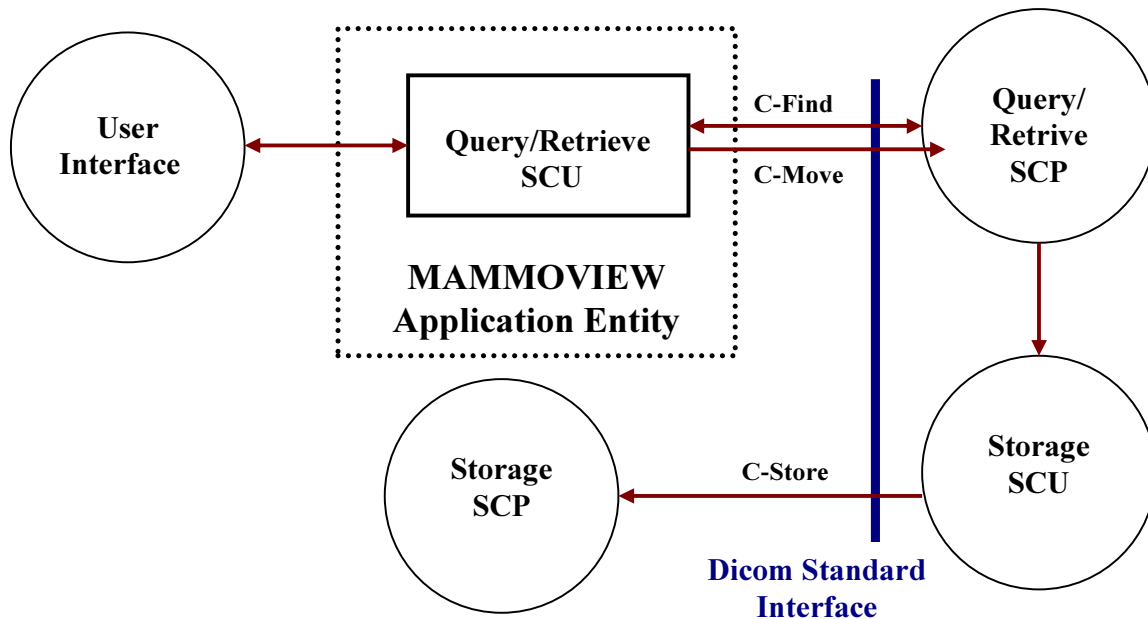 User
Interface
Query/Retrieve
SCU
MAMMOVIEW
Application Entity
C-Find
C-Move
Query/
Retrive
SCP
Storage
SCP
C-Store
Storage
SCU
Dicom Standard
Interface